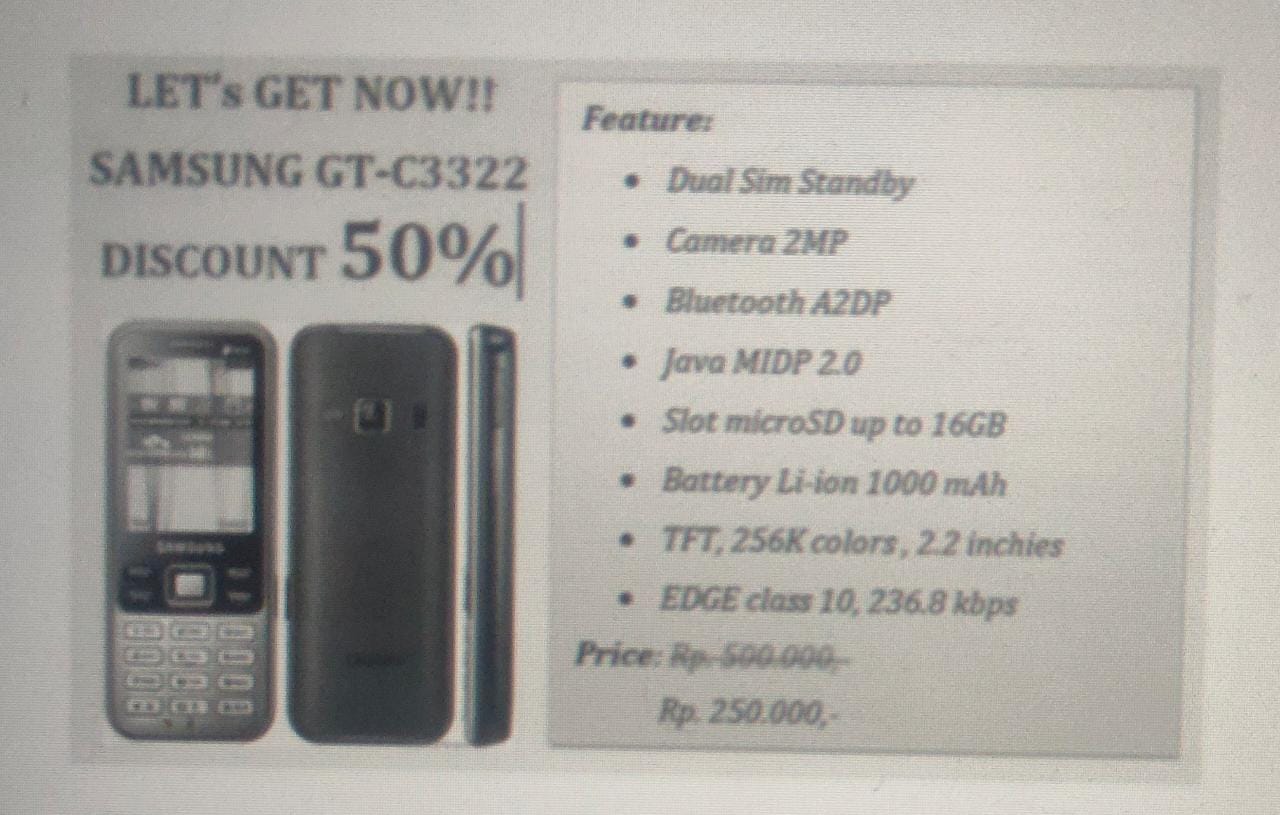 LET's GET NOW!!
SAMSUNG GT-C3322
DISCOUNT 50%
SAMSUNG
Feature:
• Dual Sim Standby
• Camera 2MP
• Bluetooth A2DP
• Java MIDP 2.0
• Slot microSD up to 16GB
• Battery Li-ion 1000 mAh
• TFT, 256K colors, 2.2 inchies
• EDGE class 10, 236.8 kbps
Price: Rp. 500.000,-
Rp. 250.000,-